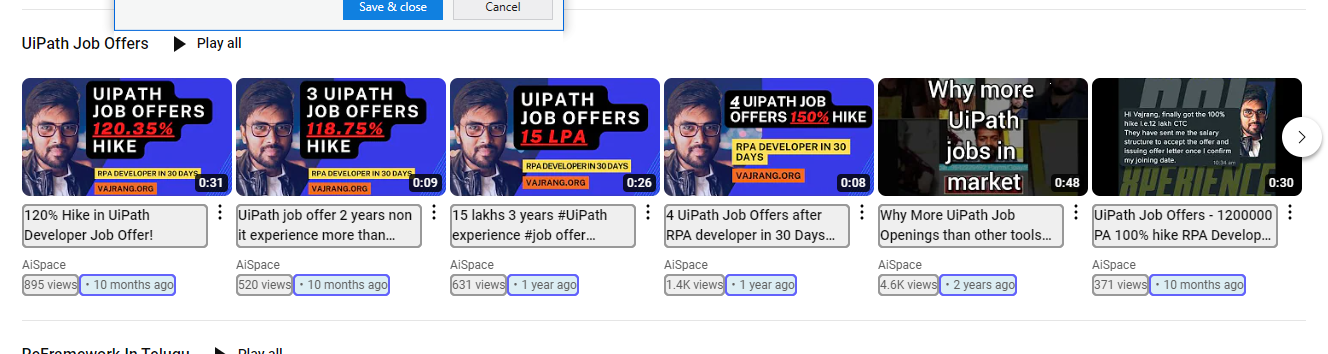 Save & close
Cancel
UiPath Job Offers
Play all
UIPATH
JOB OFFERS
120.35%
HIKE
RPA DEVELOPER IN 30 DAYS
VAJRANG.ORG
0:31
3 UIPATH
JOB OFFERS
118.75%
HIKE
RPA DEVELOPER IN 30 DAYS
VAJRANG.ORG
0:09
UIPATH
JOB OFFERS
15 LPA
RPA DEVELOPER IN 30 DAYS
VAJRANG.ORG
0:26
4 UIPATH JOB
OFFERS 150% HIKE
RPA DEVELOPER IN 30
DAYS
VAJRANG.ORG
0:08
Why more
UiPath
jobs in
market
0:48
Hi Vajrang, finally got the 100%
hike i.e.12 lakh CTC
They have sent me the salary
structure to accept the offer and
issuing offer letter once I confirm
my joining date.
10:34 am
XPERIENCE
0:30
120% Hike in UiPath
Developer Job Offer!
AiSpace
895 views • 10 months ago
UiPath job offer 2 years non
it experience more than...
AiSpace
520 views • 10 months ago
15 lakhs 3 years #UiPath
experience #job offer...
AiSpace
631 views • 1 year ago
4 UiPath Job Offers after
RPA developer in 30 Days...
AiSpace
1.4K views • 1 year ago
Why More UiPath Job
Openings than other tools...
AiSpace
4.6K views • 2 years ago
UiPath Job Offers - 1200000
PA 100% hike RPA Develop...
AiSpace
371 views • 10 months ago
ReFramework In Telugu
Play all